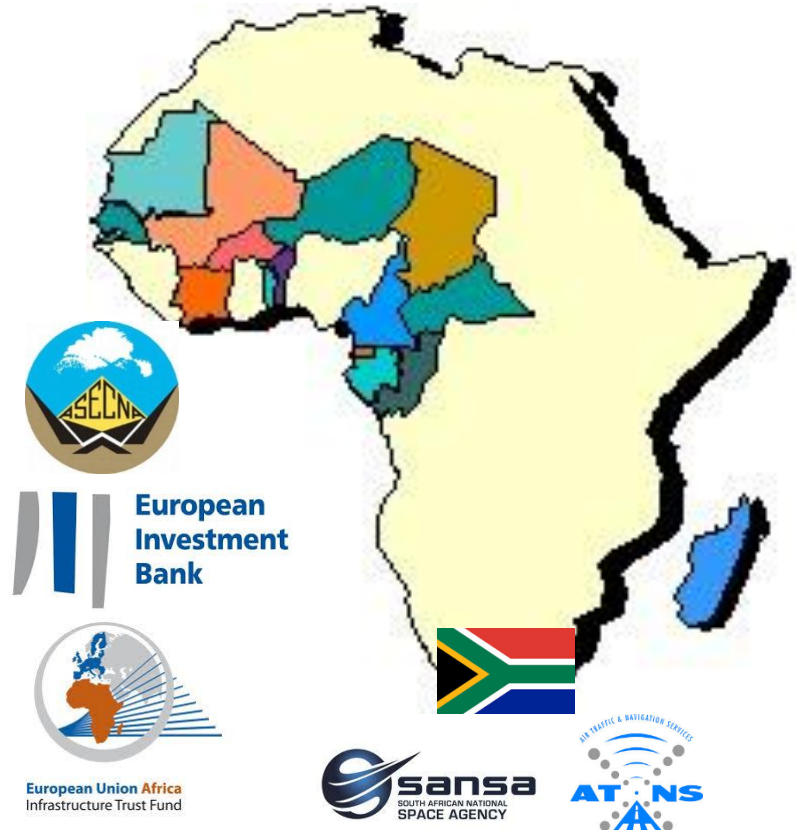 ASECNA
European
Investment
Bank
European Union Africa
Infrastructure Trust Fund
sansa
SOUTH AFRICAN NATIONAL
SPACE AGENCY
AIR TRAFFIC & NAVIGATION SERVICES
ATNS